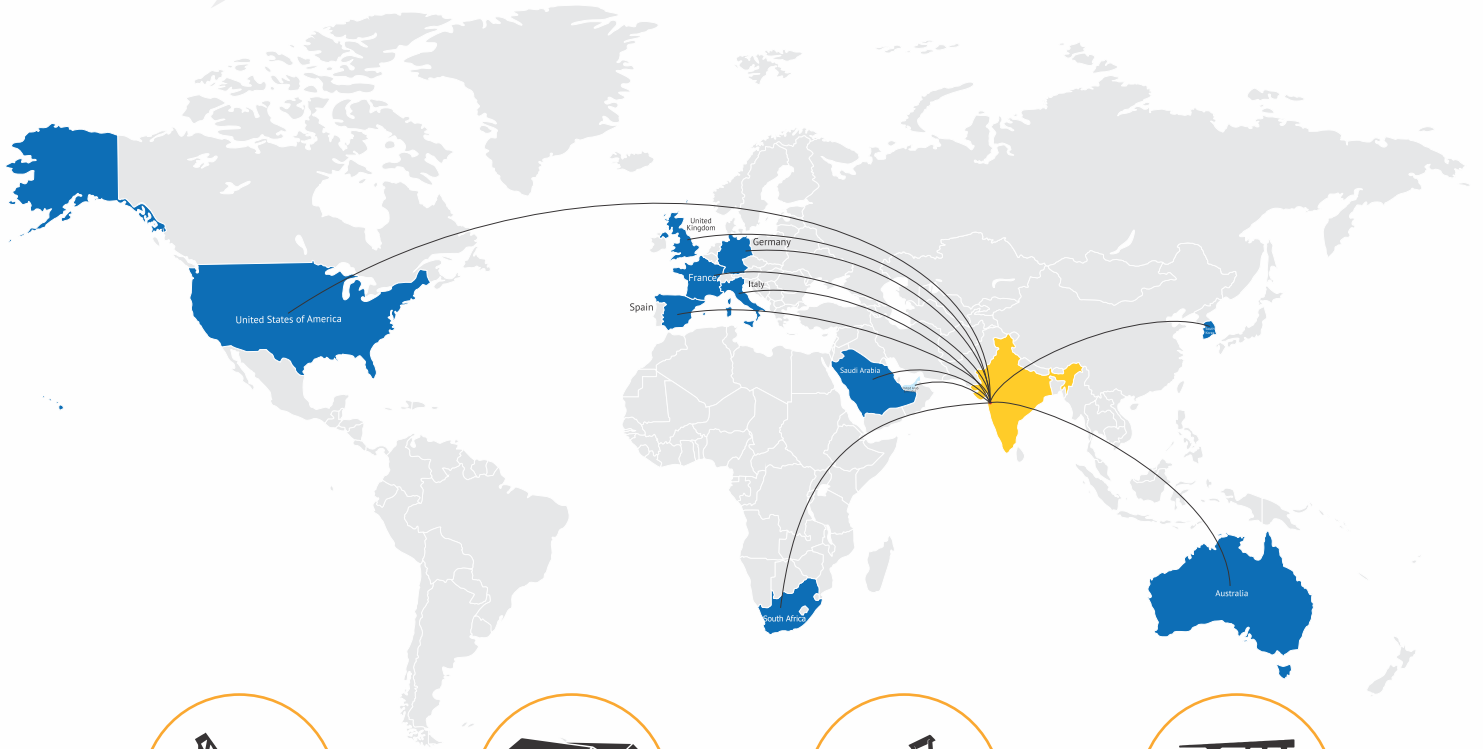 United
Kingdom
Germany
France
Italy
Spain
United States of America
Saudi Arabia
Australia
South Africa